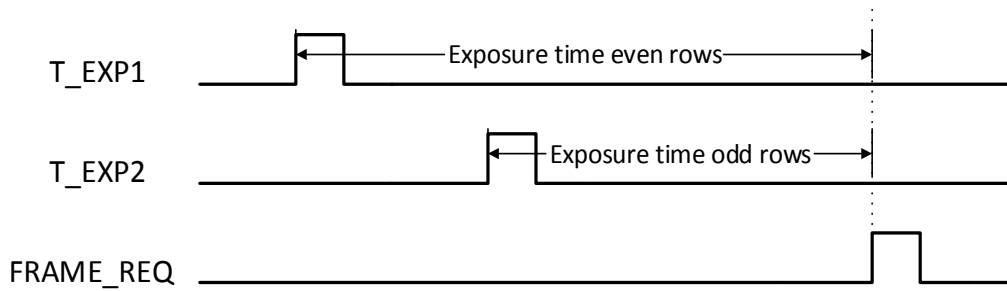 Exposure time even rows
T_EXP1
Exposure time odd rows
T_EXP2
FRAME_REQ